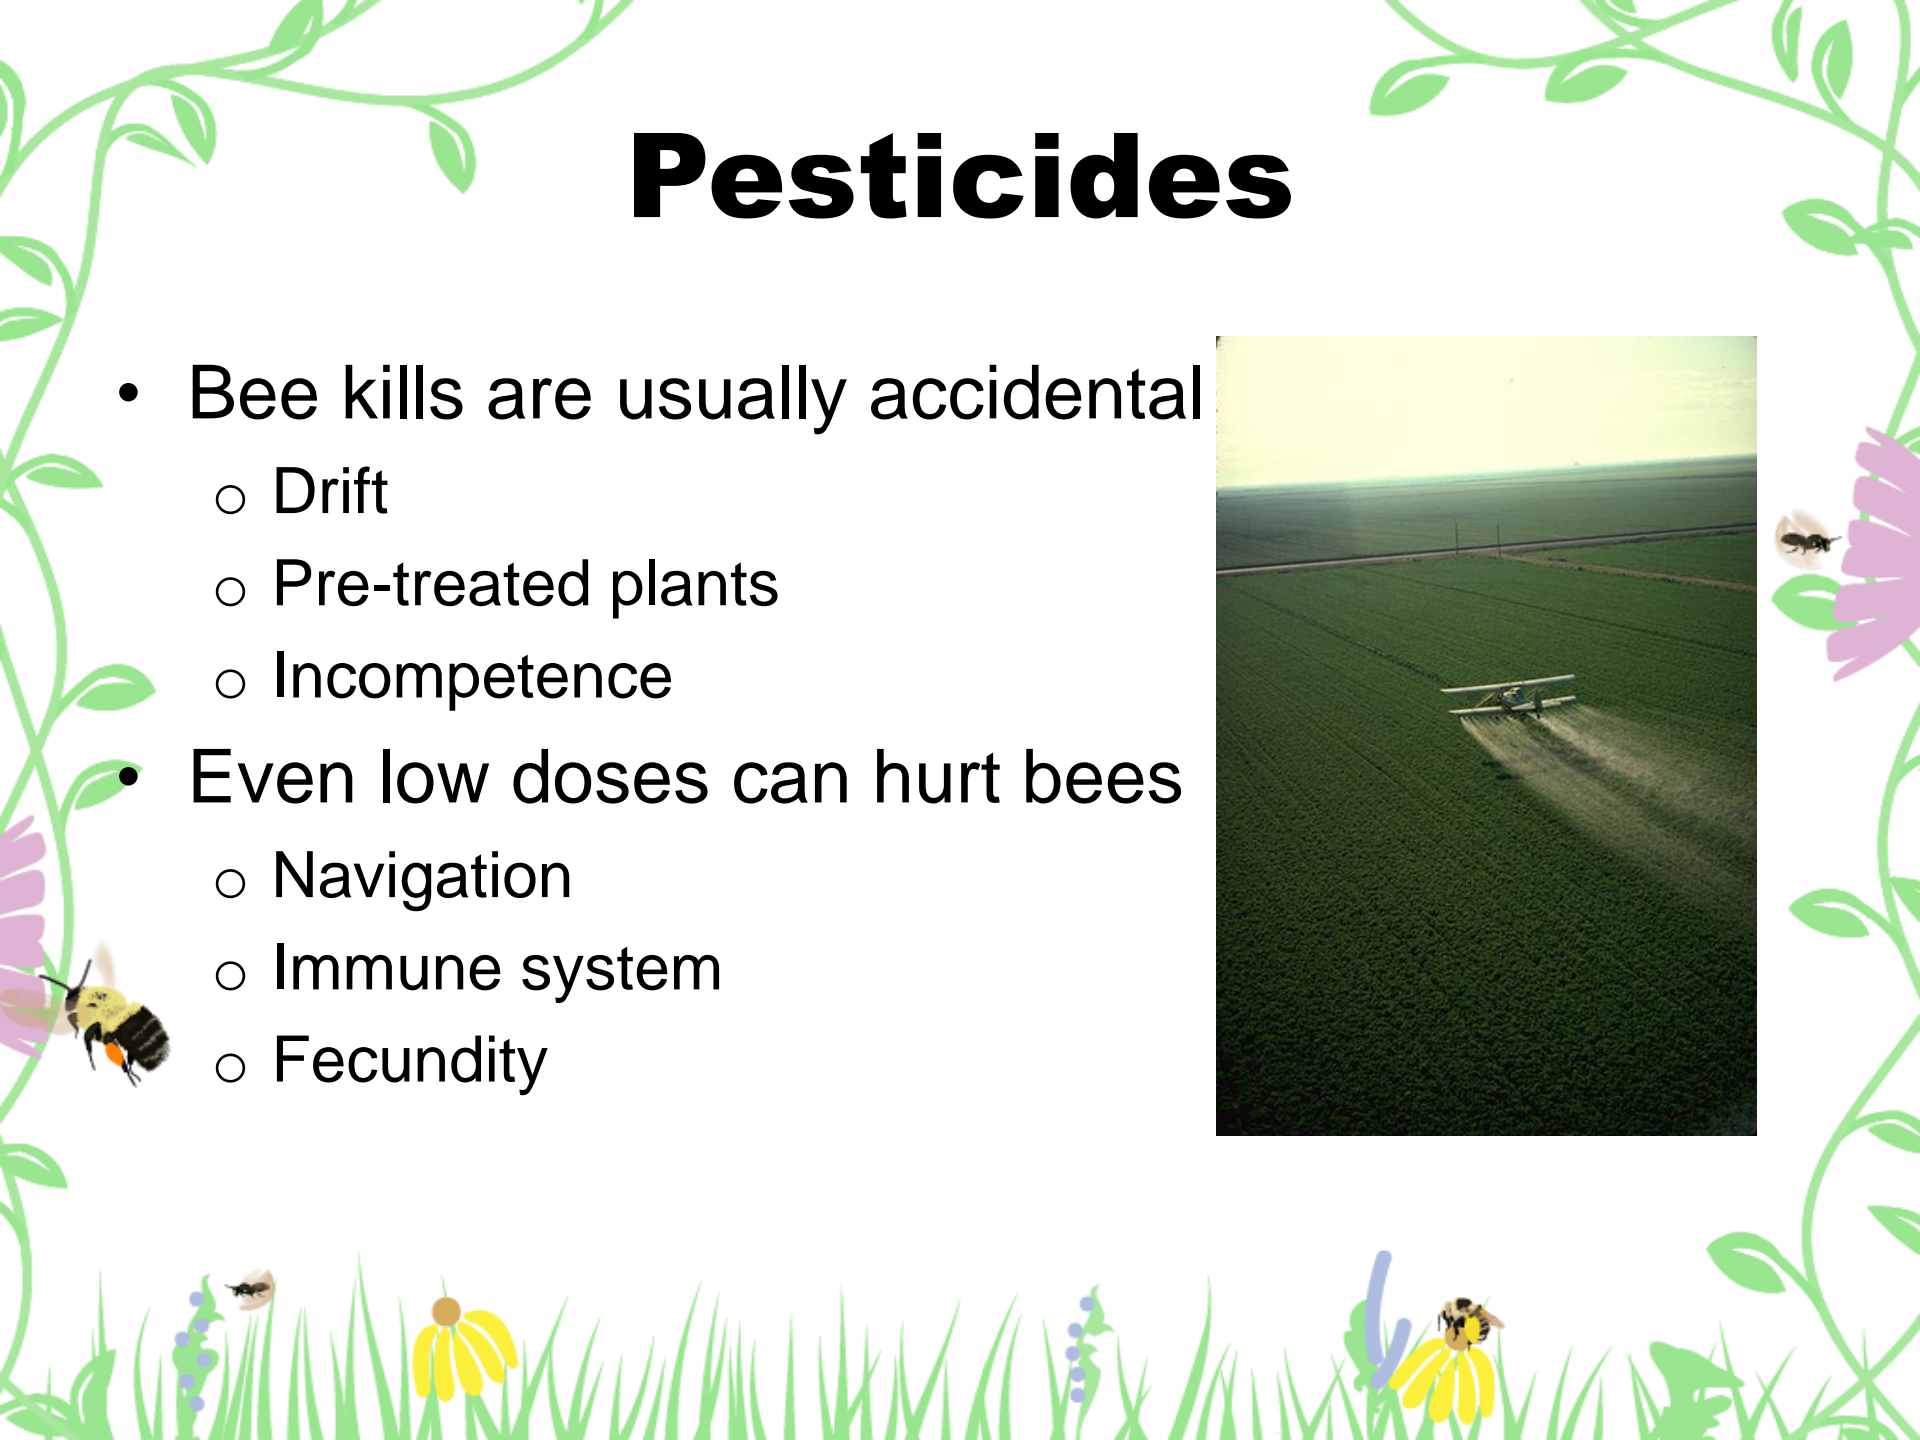 Pesticides
• Bee kills are usually accidental
o Drift
o Pre-treated plants
o Incompetence
• Even low doses can hurt bees
o Navigation
o Immune system
o Fecundity